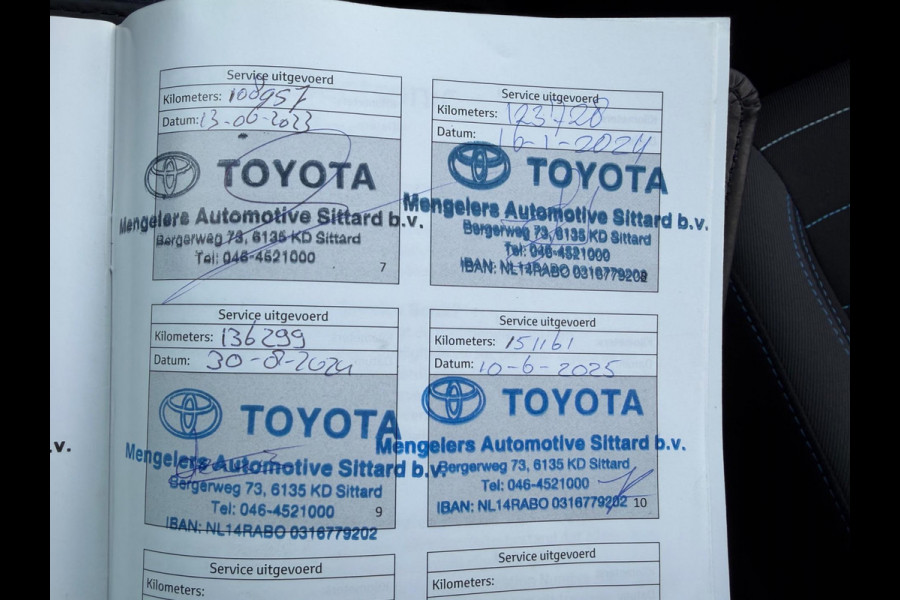 Service uitgevoerd
Kilometers: 108957
Datum: 13-06-2023
TOYOTA
Mengelers Automotive Sittard b.v.
Bergerweg 73, 6135 KD Sittard
Tel: 046-4521000
7
Service uitgevoerd
Kilometers: 123728
Datum: 16-1-2024
TOYOTA
Mengelers Automotive Sittard b.v.
Bergerweg 73, 6135 KD Sittard
Tel: 046-4521000
IBAN: NL14RABO 0316779202
8
Service uitgevoerd
Kilometers: 136299
Datum: 30-8-2024
TOYOTA
Mengelers Automotive Sittard b.v.
Bergerweg 73, 6135 KD Sittard
Tel: 046-4521000
9
IBAN: NL14RABO 0316779202
Service uitgevoerd
Kilometers: 151161
Datum: 10-6-2025
TOYOTA
Mengelers Automotive Sittard b.v.
Bergerweg 73, 6135 KD Sittard
Tel: 046-4521000
IBAN: NL14RABO 0316779202 10
.v.
Service uitgevoerd
Kilometers:
Service uitgevoerd
Kilometers: